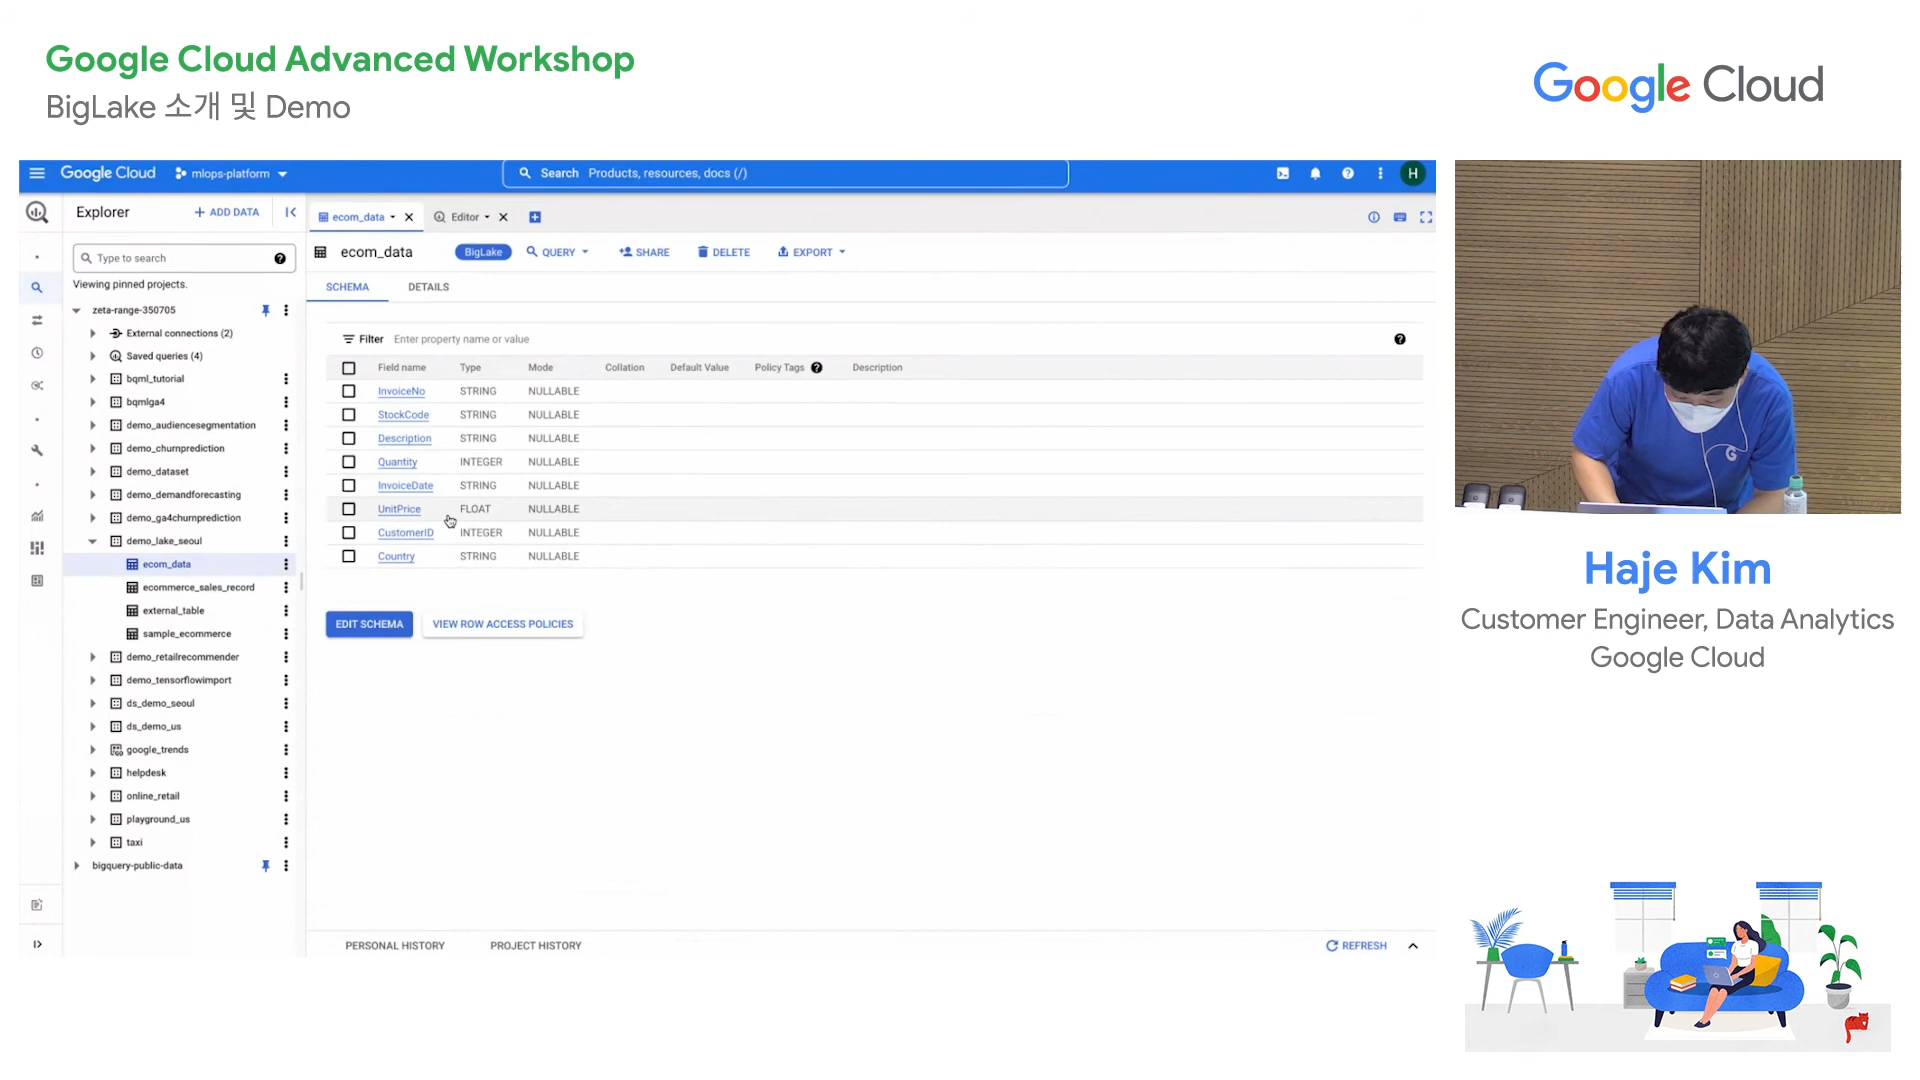 Google Cloud Advanced Workshop
BigLake 소개 및 Demo
Google Cloud
Google Cloud mlops-platform
Search Products, resources, docs (/)
H
Explorer
+ ADD DATA
ecom_data
Editor
Type to search
Viewing pinned projects.
zeta-range-350705
External connections (2)
Saved queries (4)
bqml_tutorial
bqmlga4
demo_audiencesegmentation
demo_churnprediction
demo_dataset
demo_demandforecasting
demo_ga4churnprediction
demo_lake_seoul
ecom_data
ecommerce_sales_record
external_table
sample_ecommerce
demo_retailrecommender
demo_tensorflowimport
ds_demo_seoul
ds_demo_us
google_trends
helpdesk
online_retail
playground_us
taxi
bigquery-public-data
ecom_data BigLake QUERY SHARE DELETE EXPORT
SCHEMA DETAILS
Filter Enter property name or value
Field name Type Mode Collation Default Value Policy Tags Description
InvoiceNo STRING NULLABLE
StockCode STRING NULLABLE
Description STRING NULLABLE
Quantity INTEGER NULLABLE
InvoiceDate STRING NULLABLE
UnitPrice FLOAT NULLABLE
CustomerID INTEGER NULLABLE
Country STRING NULLABLE
EDIT SCHEMA VIEW ROW ACCESS POLICIES
PERSONAL HISTORY PROJECT HISTORY REFRESH
G
Haje Kim
Customer Engineer, Data Analytics
Google Cloud